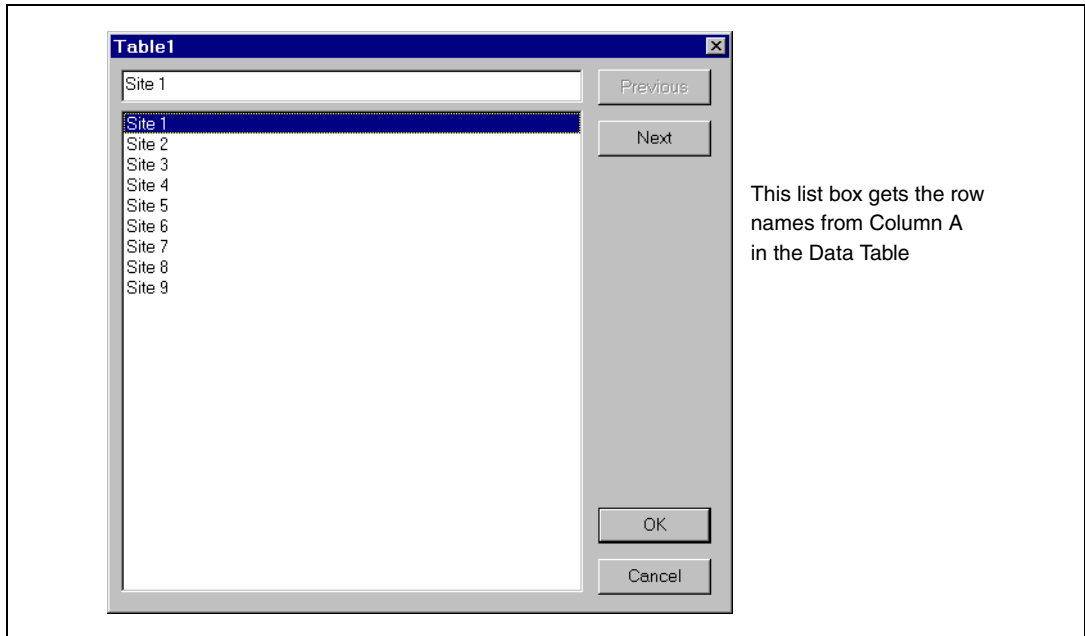 Table1
Site 1
Previous
Site 1
Site 2
Site 3
Site 4
Site 5
Site 6
Site 7
Site 8
Site 9
Next
This list box gets the row
names from Column A
in the Data Table
OK
Cancel